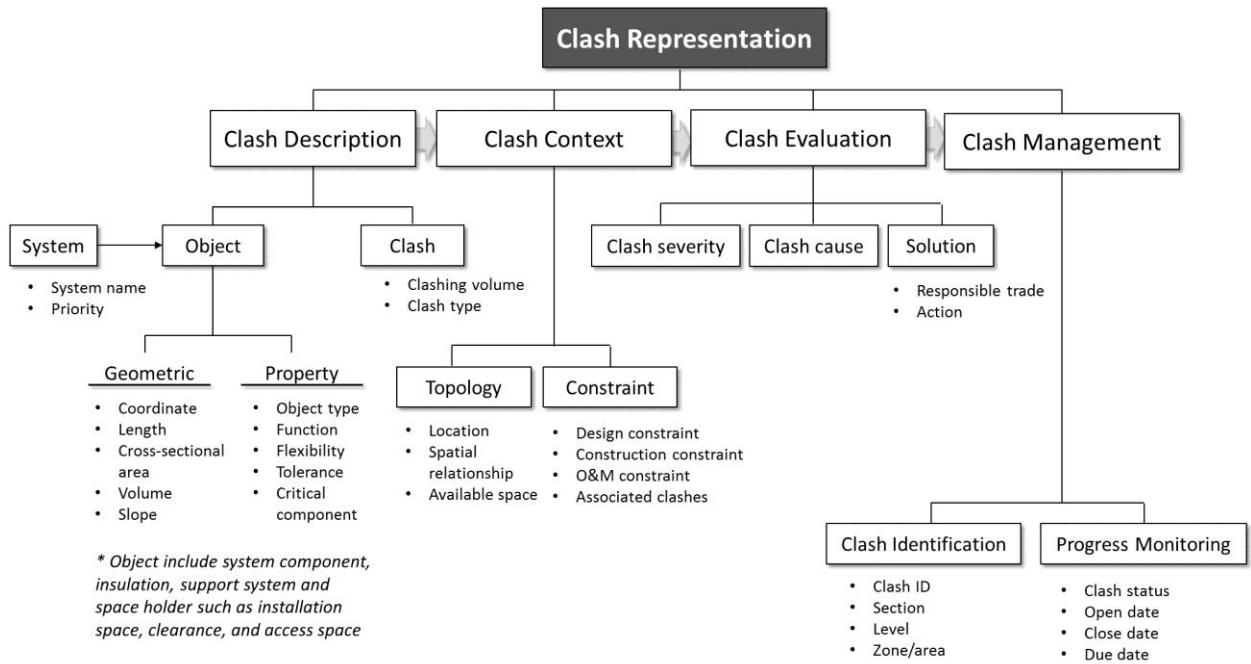 Clash Representation
Clash Description
Clash Context
Clash Evaluation
Clash Management
System
Object
Clash
Clash severity
Clash cause
Solution
• System name
• Priority
• Clashing volume
• Clash type
• Responsible trade
• Action
Geometric
Property
Topology
Constraint
• Coordinate
• Length
• Cross-sectional
area
• Volume
• Slope
• Object type
• Function
• Flexibility
• Tolerance
• Critical
component
• Location
• Spatial
relationship
• Available space
• Design constraint
• Construction constraint
• O&M constraint
• Associated clashes
* Object include system component,
insulation, support system and
space holder such as installation
space, clearance, and access space
Clash Identification
Progress Monitoring
• Clash ID
• Section
• Level
• Zone/area
• Clash status
• Open date
• Close date
• Due date